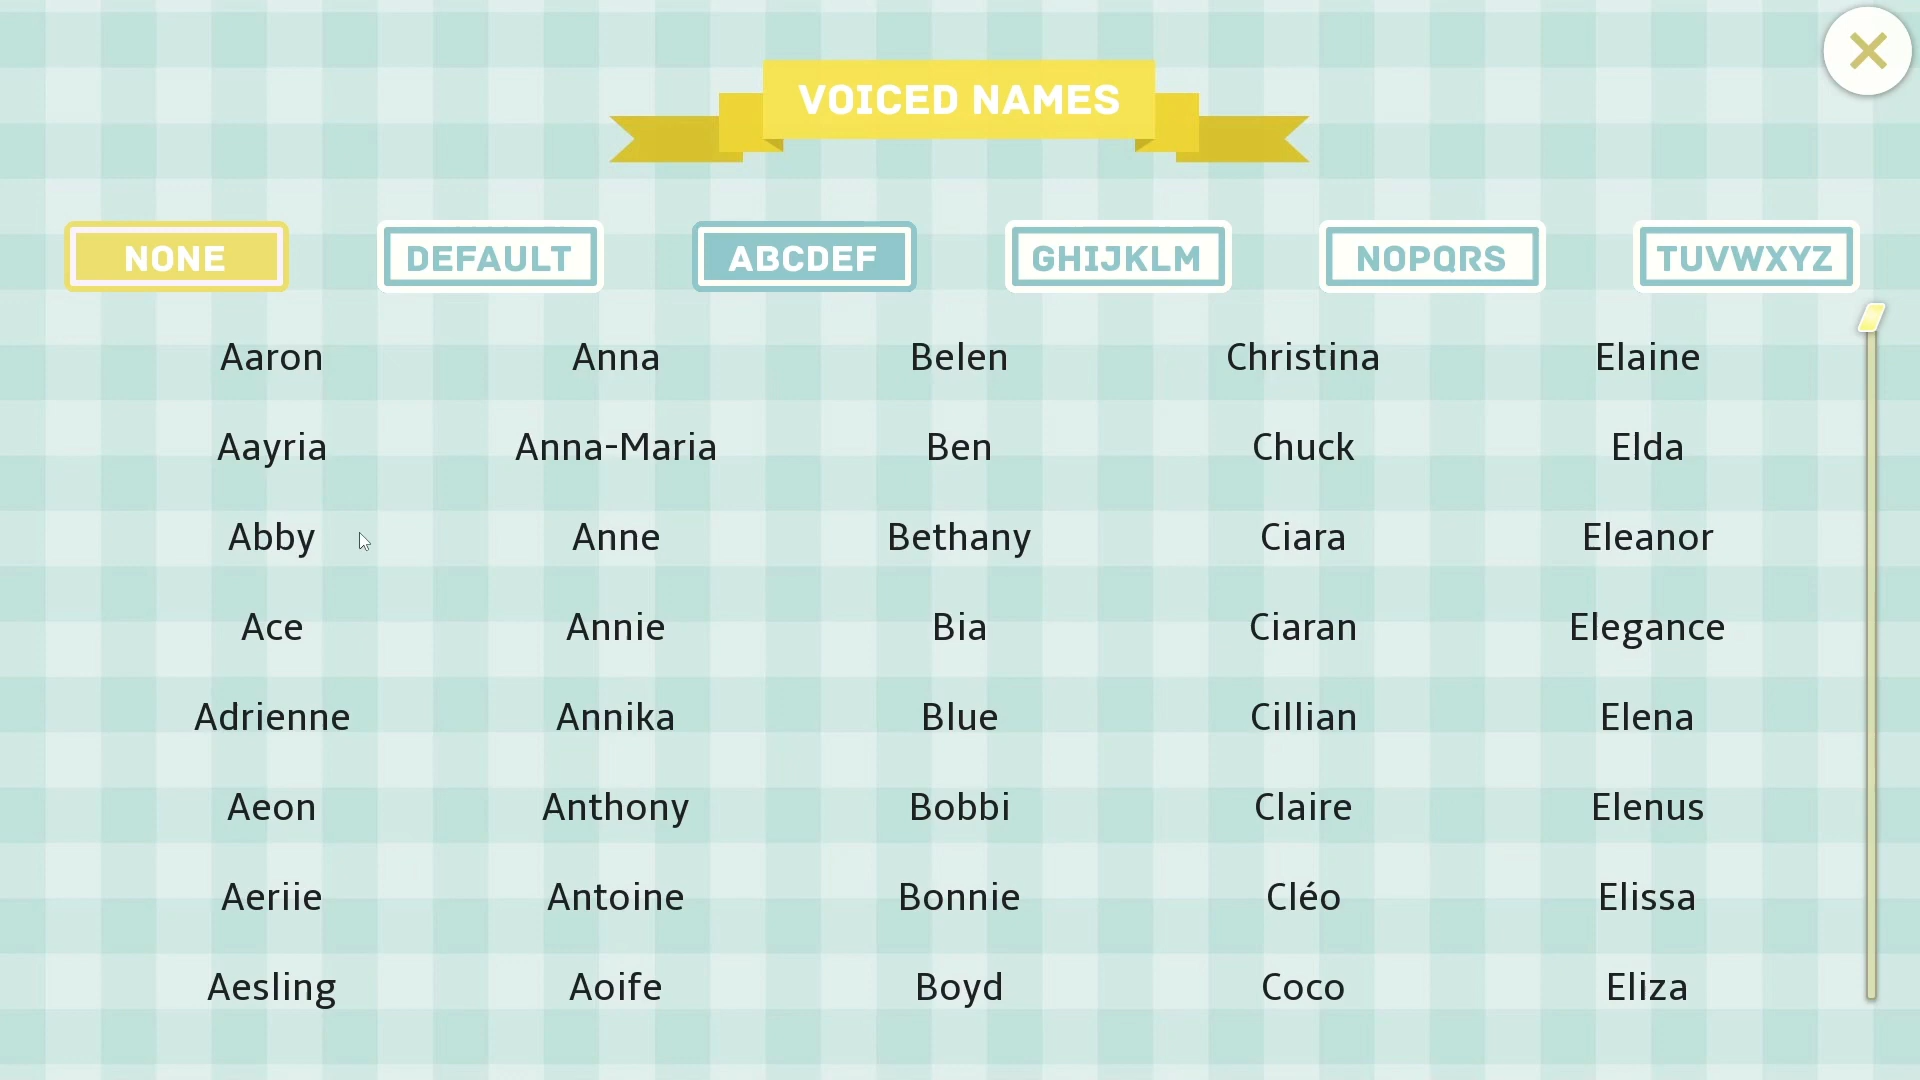 VOICED NAMES
NONE DEFAULT ABCDEF GHIJKLM NOPQRS TUVWXYZ
Aaron Anna Belen Christina Elaine
Aayria Anna-Maria Ben Chuck Elda
Abby Anne Bethany Ciara Eleanor
Ace Annie Bia Ciaran Elegance
Adrienne Annika Blue Cillian Elena
Aeon Anthony Bobbi Claire Elenus
Aeriie Antoine Bonnie Cléo Elissa
Aesling Aoife Boyd Coco Eliza